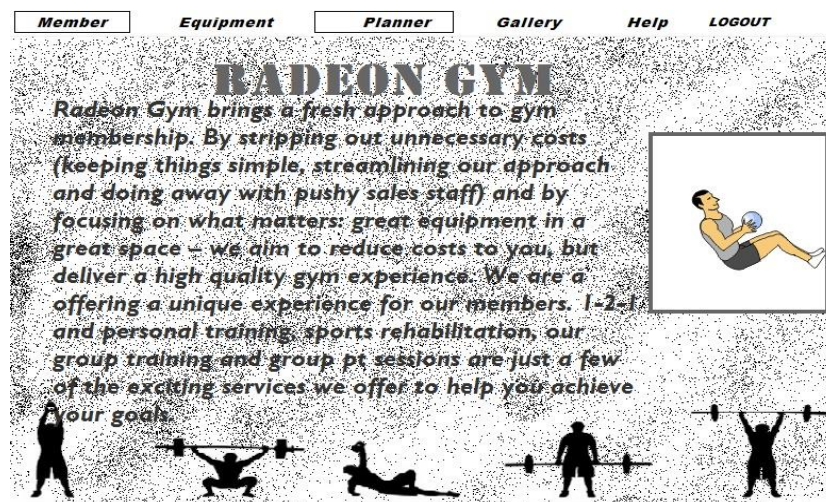 Member Equipment Planner Gallery Help LOGOUT
RADEON GYM
Radeon Gym brings a fresh approach to gym
membership. By stripping out unnecessary costs
(keeping things simple, streamlining our approach
and doing away with pushy sales staff) and by
focusing on what matters: great equipment in a
great space – we aim to reduce costs to you, but
deliver a high quality gym experience. We are a
offering a unique experience for our members. 1-2-1
and personal training, sports rehabilitation, our
group training and group pt sessions are just a few
of the exciting services we offer to help you achieve
your goals.